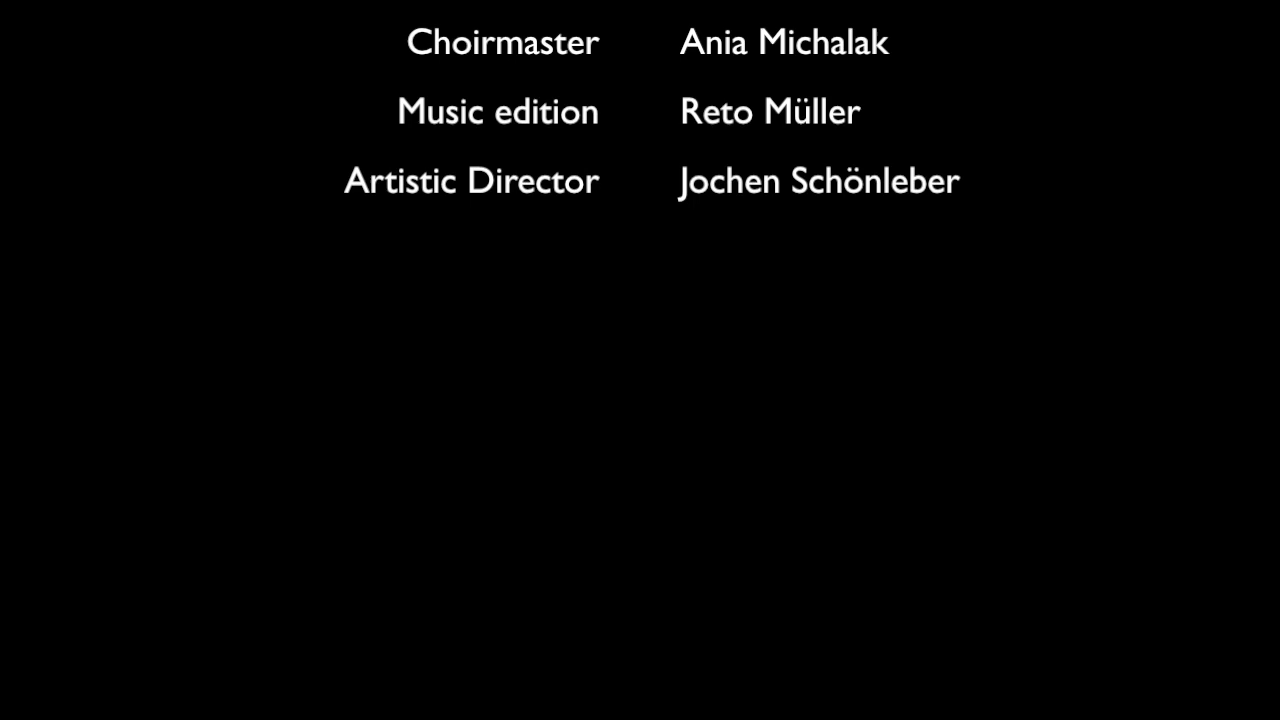 Choirmaster Ania Michalak
Music edition Reto Müller
Artistic Director Jochen Schönleber